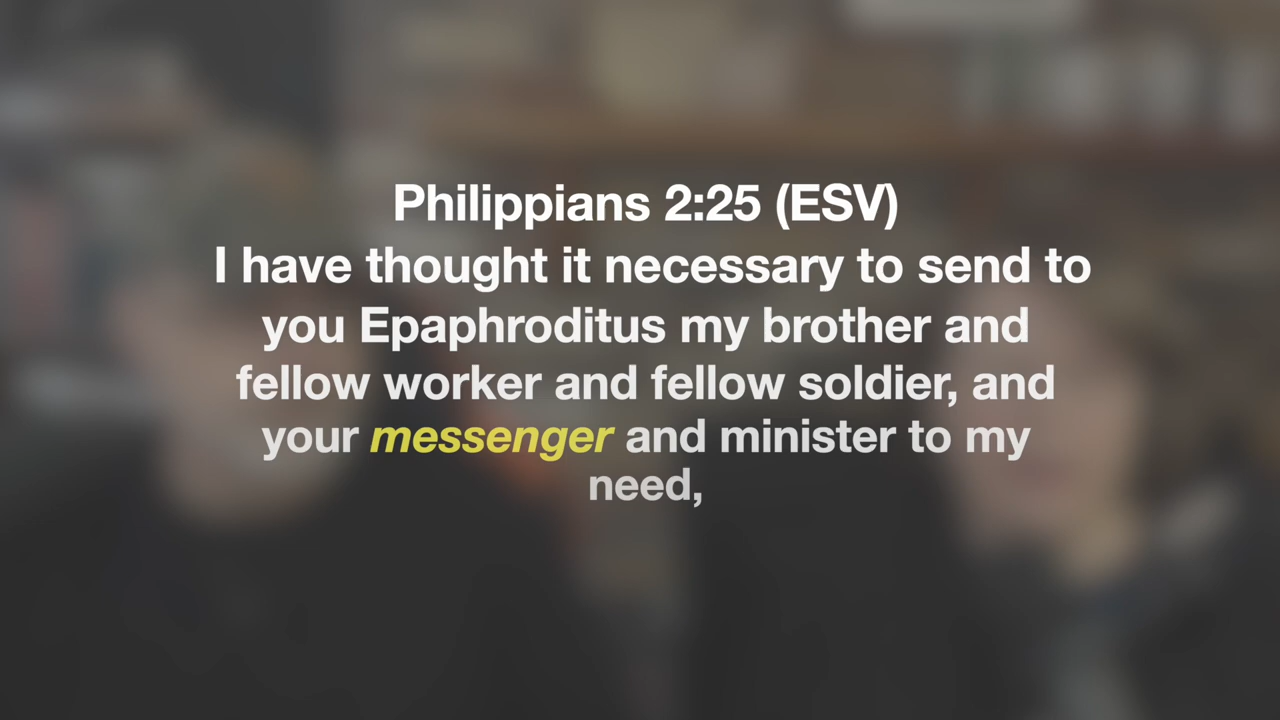 Philippians 2:25 (ESV)
I have thought it necessary to send to
you Epaphroditus my brother and
fellow worker and fellow soldier, and
your messenger and minister to my
need,